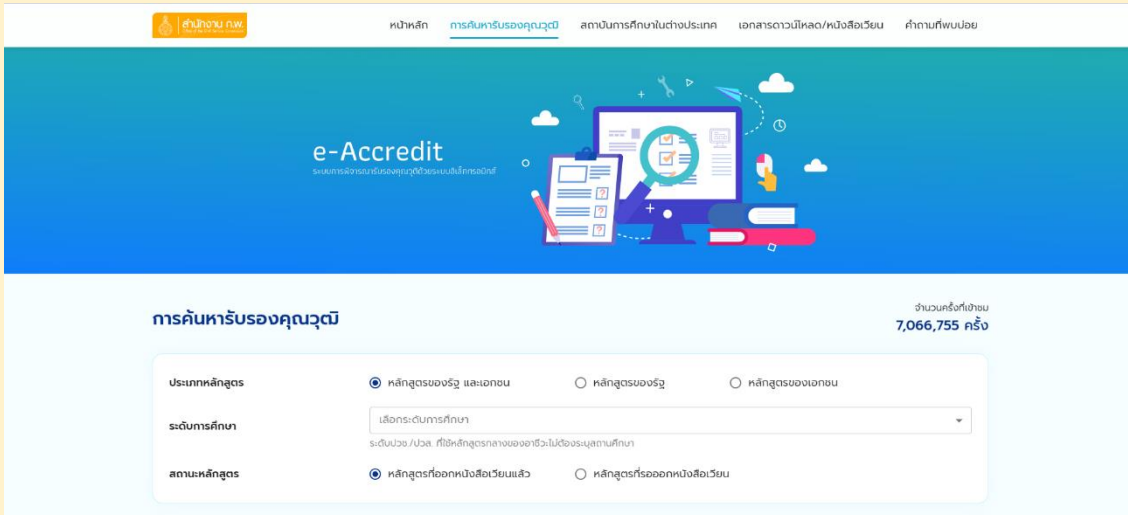 สำนักงาน ก.พ.
หน้าหลัก การค้นหารับรองคุณวุฒิ สถาบันการศึกษาในต่างประเทศ เอกสารดาวน์โหลด/หนังสือเวียน คำถามที่พบบ่อย
e-Accredit
ระบบการพิจารณารับรองคุณวุฒิด้วยระบบอิเล็กทรอนิกส์
การค้นหารับรองคุณวุฒิ
จำนวนครั้งที่เข้าชม
7,066,755 ครั้ง
ประเภทหลักสูตร หลักสูตรของรัฐ และเอกชน หลักสูตรของรัฐ หลักสูตรของเอกชน
ระดับการศึกษา เลือกระดับการศึกษา
ระดับปวช./ปวส. ที่ใช้หลักสูตรกลางของอาชีวะไม่ต้องระบุสถานศึกษา
สถานะหลักสูตร หลักสูตรที่ออกหนังสือเวียนแล้ว หลักสูตรที่รอออกหนังสือเวียน